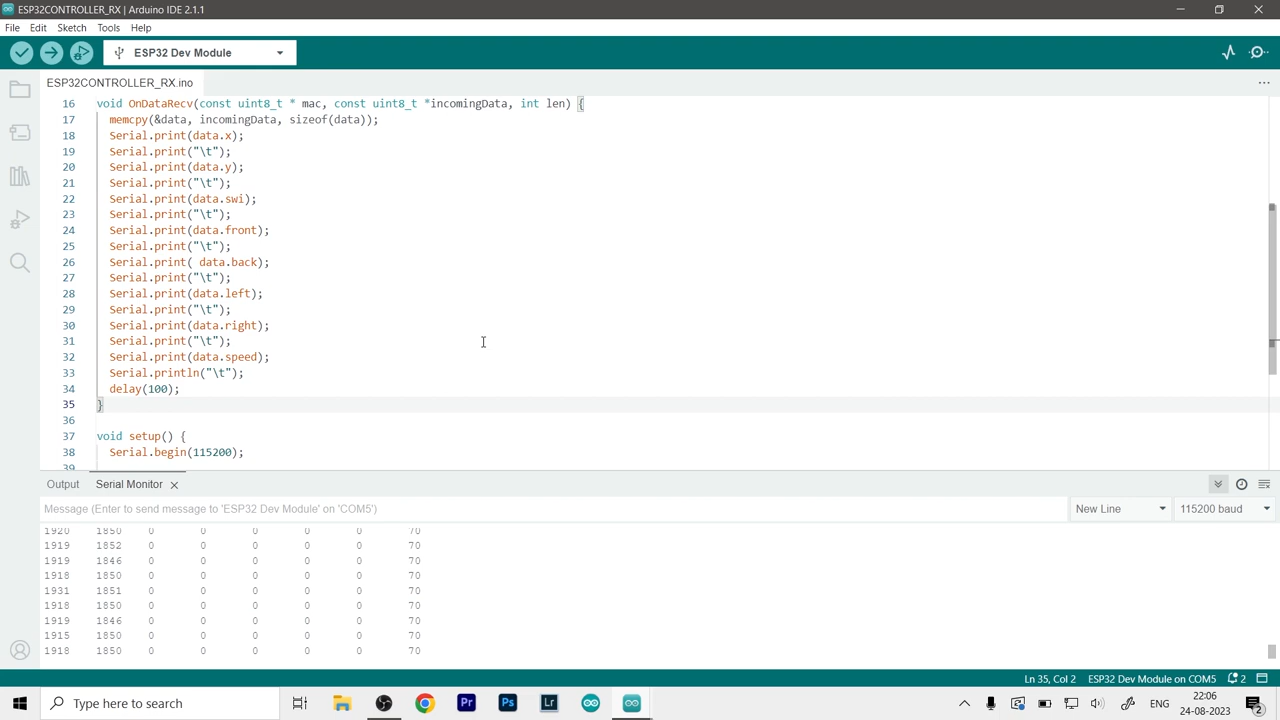 ESP32CONTROLLER_RX | Arduino IDE 2.1.1
File Edit Sketch Tools Help
ESP32 Dev Module
ESP32CONTROLLER_RX.ino
16 void OnDataRecv(const uint8_t * mac, const uint8_t *incomingData, int len) {
17 memcpy(&data, incomingData, sizeof(data));
18 Serial.print(data.x);
19 Serial.print("\t");
20 Serial.print(data.y);
21 Serial.print("\t");
22 Serial.print(data.swi);
23 Serial.print("\t");
24 Serial.print(data.front);
25 Serial.print("\t");
26 Serial.print( data.back);
27 Serial.print("\t");
28 Serial.print(data.left);
29 Serial.print("\t");
30 Serial.print(data.right);
31 Serial.print("\t");
32 Serial.print(data.speed);
33 Serial.println("\t");
34 delay(100);
35 }
36
37 void setup() {
38 Serial.begin(115200);
39
Output Serial Monitor
Message (Enter to send message to 'ESP32 Dev Module' on 'COM5') New Line 115200 baud
1920 1850 0 0 0 0 0 70
1919 1852 0 0 0 0 0 70
1919 1846 0 0 0 0 0 70
1918 1850 0 0 0 0 0 70
1931 1851 0 0 0 0 0 70
1918 1850 0 0 0 0 0 70
1919 1846 0 0 0 0 0 70
1915 1850 0 0 0 0 0 70
1918 1850 0 0 0 0 0 70
Ln 35, Col 2 ESP32 Dev Module on COM5 2
Type here to search Pr Ps Lr ENG 22:06
24-08-2023 2